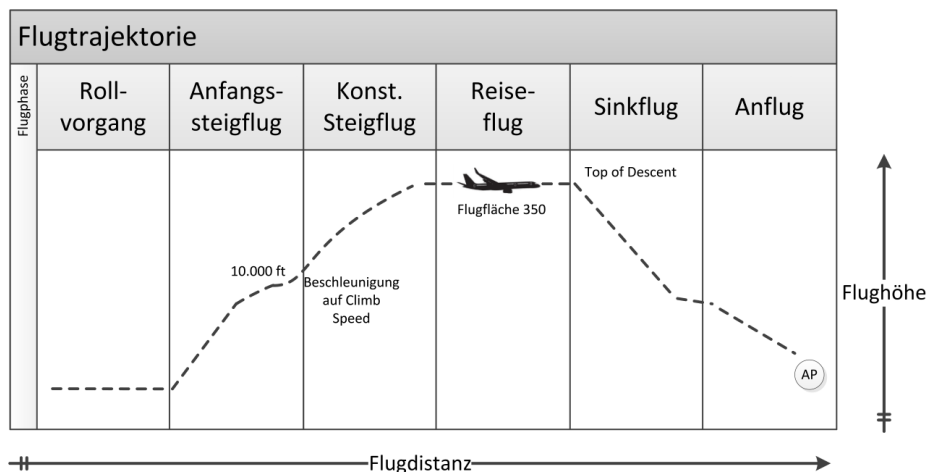 Flugtrajektorie
Flugphase
Roll-
vorgang
Anfangs-
steigflug
Konst.
Steigflug
Reise-
flug
Sinkflug
Anflug
Top of Descent
Flugfläche 350
10.000 ft
Beschleunigung
auf Climb
Speed
Flughöhe
AP
Flugdistanz